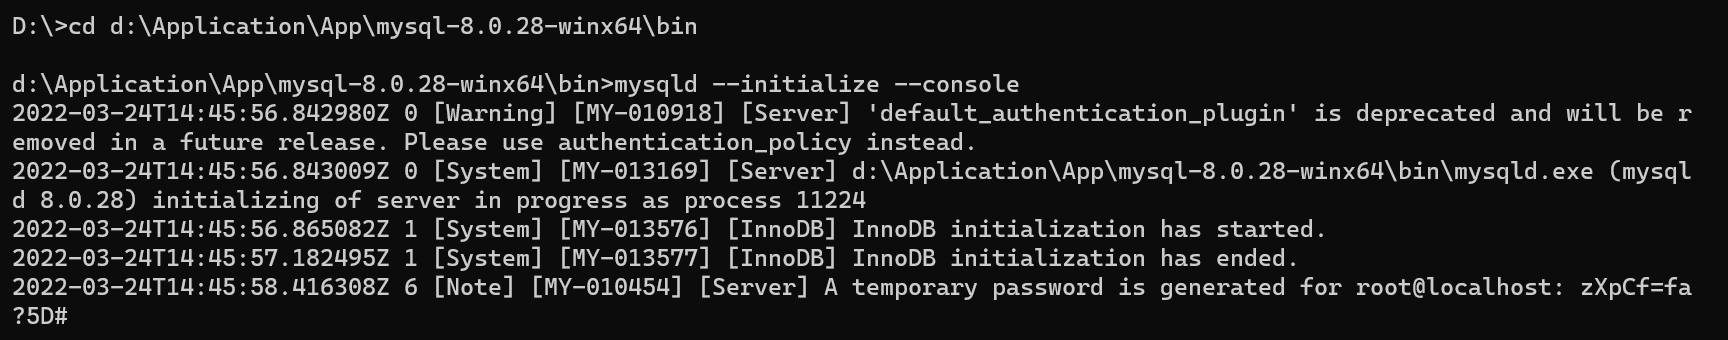 D:\>cd d:\Application\App\mysql-8.0.28-winx64\bin
d:\Application\App\mysql-8.0.28-winx64\bin>mysqld --initialize --console
2022-03-24T14:45:56.842980Z 0 [Warning] [MY-010918] [Server] 'default_authentication_plugin' is deprecated and will be r
emoved in a future release. Please use authentication_policy instead.
2022-03-24T14:45:56.843009Z 0 [System] [MY-013169] [Server] d:\Application\App\mysql-8.0.28-winx64\bin\mysqld.exe (mysql
d 8.0.28) initializing of server in progress as process 11224
2022-03-24T14:45:56.865082Z 1 [System] [MY-013576] [InnoDB] InnoDB initialization has started.
2022-03-24T14:45:57.182495Z 1 [System] [MY-013577] [InnoDB] InnoDB initialization has ended.
2022-03-24T14:45:58.416308Z 6 [Note] [MY-010454] [Server] A temporary password is generated for root@localhost: zXpCf=fa
?5D#